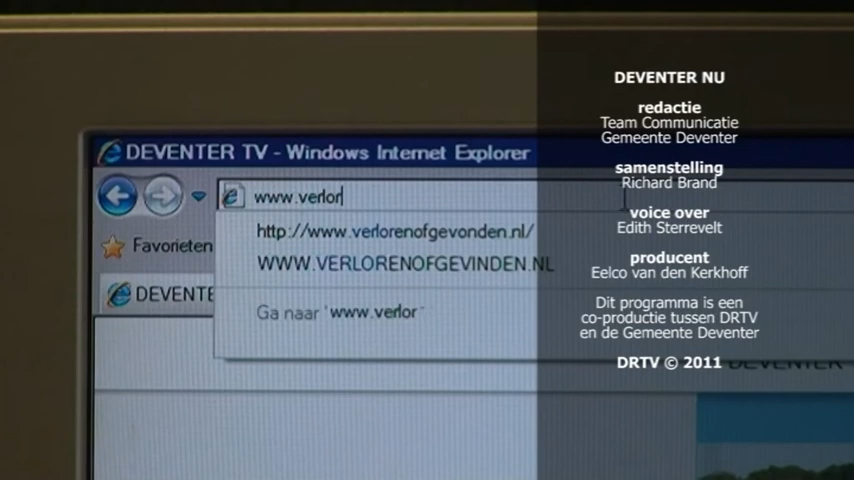 DEVENTER TV - Windows Internet Explorer
www.verlor
http://www.verlorenofgevonden.nl/
WWW.VERLORENOFGEVINDEN.NL
Favorieten
DEVENTE
Ga naar 'www.verlor'
DEVENTER NU
redactie
Team Communicatie
Gemeente Deventer
samenstelling
Richard Brand
voice over
Edith Sterrevelt
producent
Eelco van den Kerkhoff
Dit programma is een
co-productie tussen DRTV
en de Gemeente Deventer
DRTV © 2011
DEVENTER